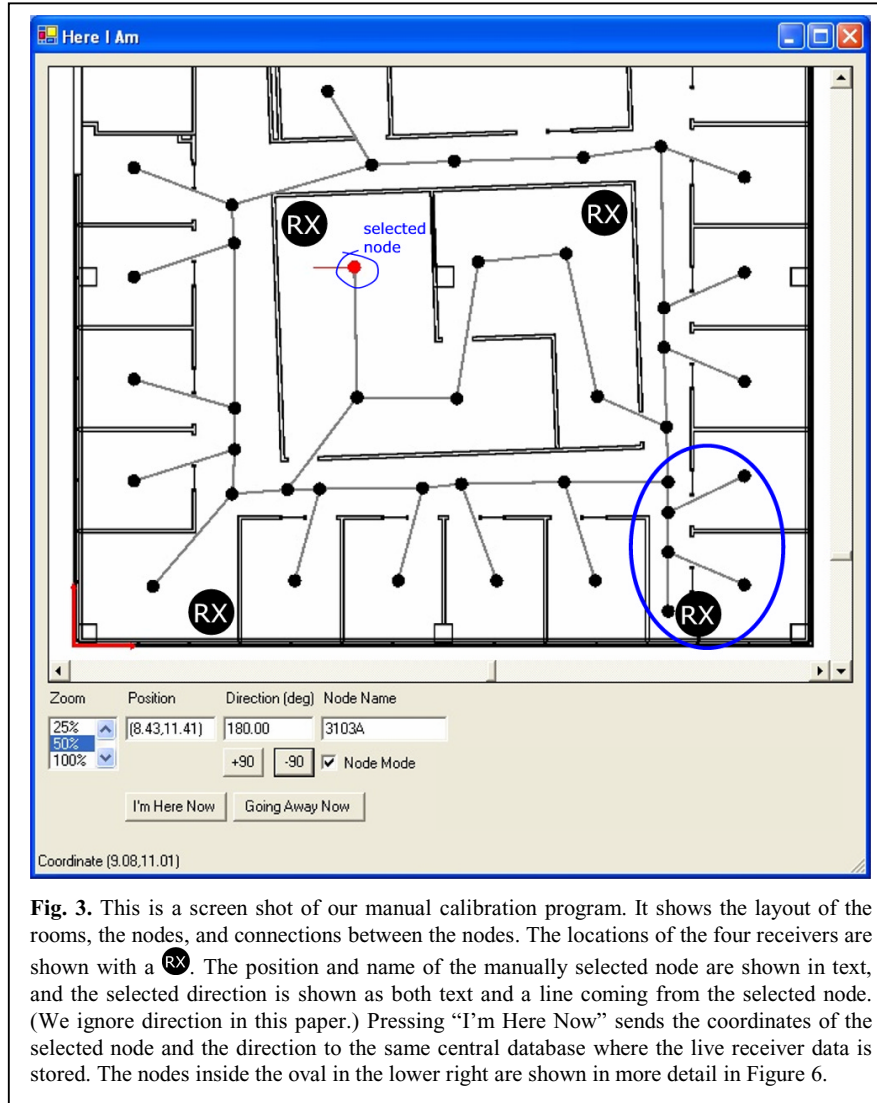 Here I Am
RX
RX
selected
node
RX
RX
Zoom Position Direction (deg) Node Name
25%
50%
100%
(8.43,11.41)
180.00
3103A
+90 -90 Node Mode
I'm Here Now Going Away Now
Coordinate (9.08,11.01)
Fig. 3. This is a screen shot of our manual calibration program. It shows the layout of the
rooms, the nodes, and connections between the nodes. The locations of the four receivers are
shown with a RX. The position and name of the manually selected node are shown in text,
and the selected direction is shown as both text and a line coming from the selected node.
(We ignore direction in this paper.) Pressing “I’m Here Now” sends the coordinates of the
selected node and the direction to the same central database where the live receiver data is
stored. The nodes inside the oval in the lower right are shown in more detail in Figure 6.